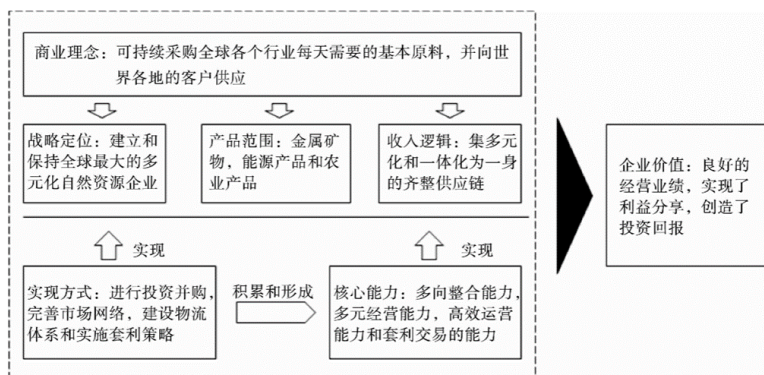 商业理念：可持续采购全球各个行业每天需要的基本原料，并向世
界各地的客户供应
战略定位：建立和
保持全球最大的多
元化自然资源企业
产品范围：金属矿
物，能源产品和农
业产品
收入逻辑：集多元
化和一体化为一身
的齐整供应链
企业价值：良好的
经营业绩，实现了
利益分享，创造了
投资回报
实现
实现
实现方式：进行投资并购，
完善市场网络，建设物流
体系和实施套利策略
积累和形成
核心能力：多向整合能力，
多元经营能力，高效运营
能力和套利交易的能力